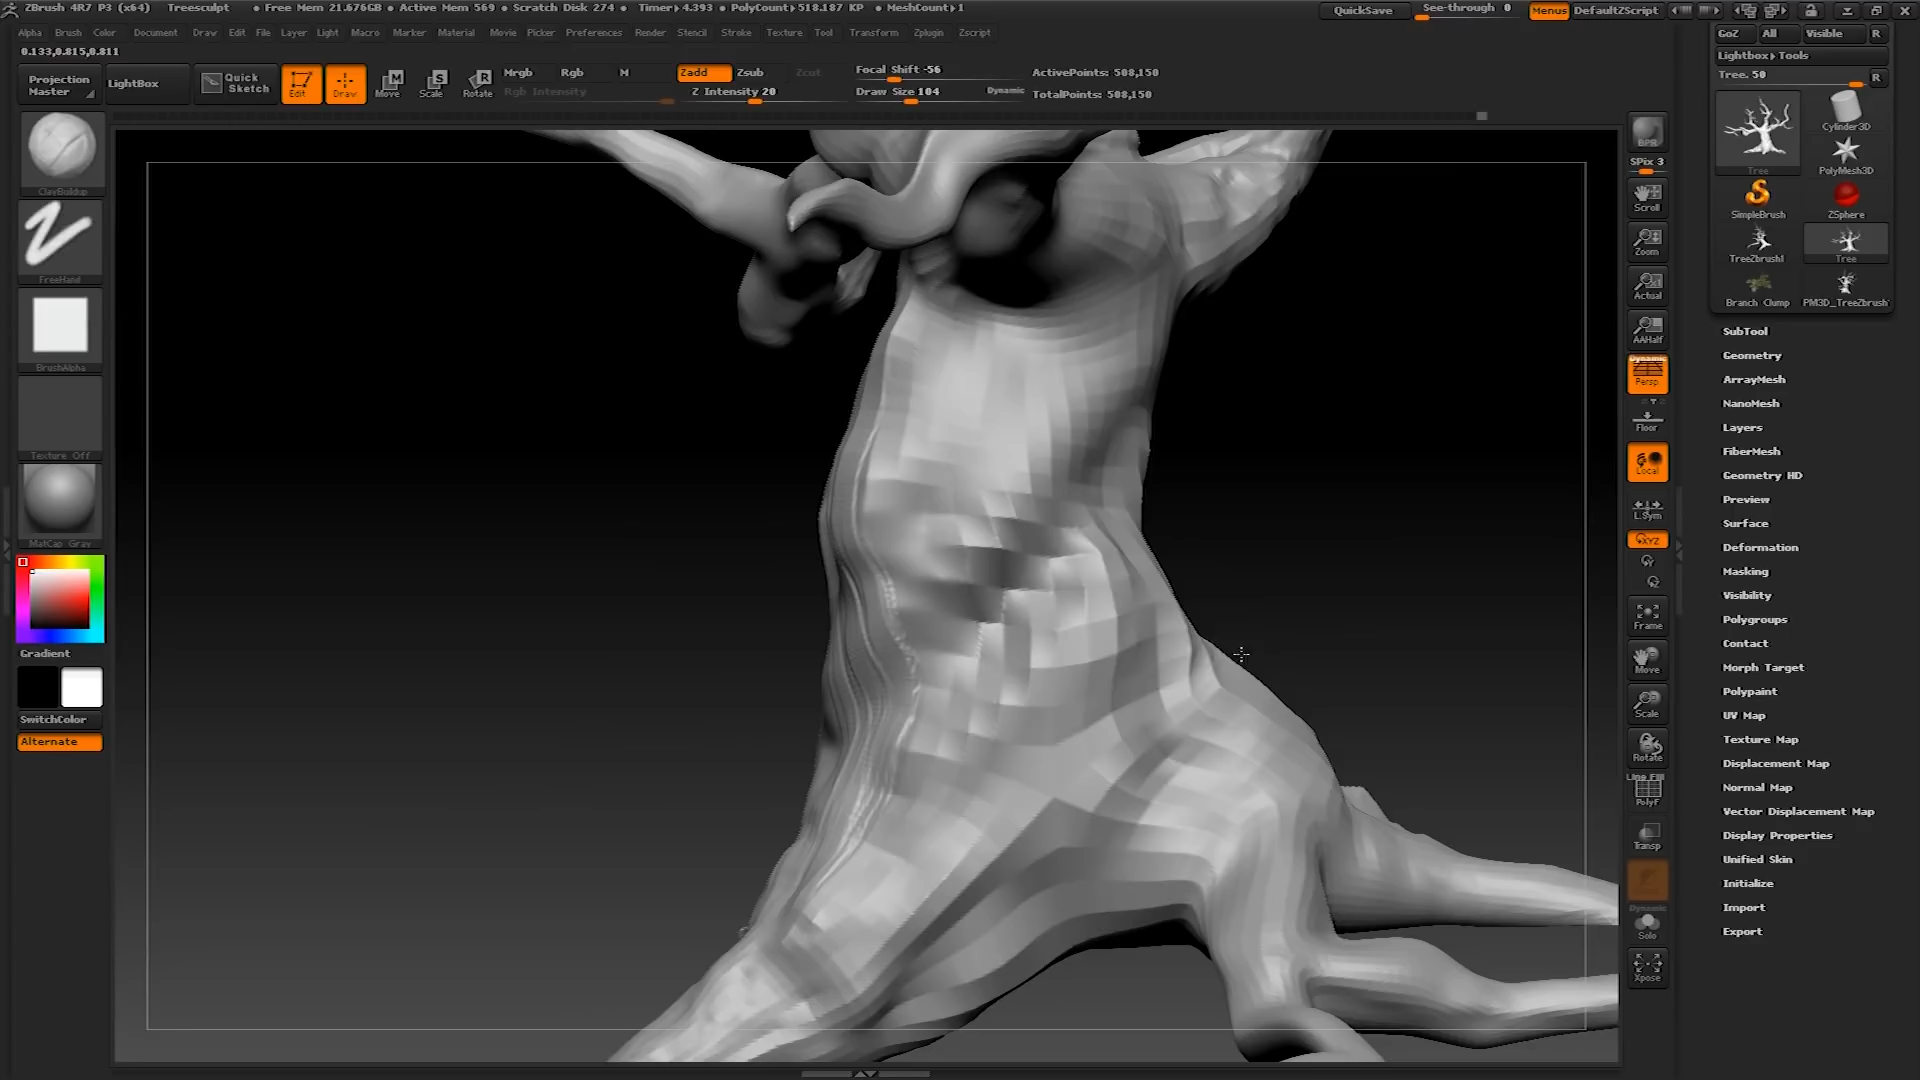 ZBrush 4R7 P3 (x64) Treesculpt • Free Mem 21.676GB • Active Mem 569 • Scratch Disk 274 • Timer▸4.393 • PolyCount▸518.187 KP • MeshCount▸1 QuickSave See-through 0 Menus DefaultZScript
Alpha Brush Color Document Draw Edit File Layer Light Macro Marker Material Movie Picker Preferences Render Stencil Stroke Texture Tool Transform Zplugin Zscript
0.133,0.815,0.811
Projection Master
LightBox
Quick Sketch
Edit
Draw
Move
Scale
Rotate
Mrgb Rgb M
Rgb Intensity
Zadd Zsub Zcut
Z Intensity 20
Focal Shift -56
Draw Size 104 Dynamic
ActivePoints: 508,150
TotalPoints: 508,150
ClayBuildup
FreeHand
BrushAlpha
Texture Off
MatCap Gray
Gradient
SwitchColor
Alternate
BPR
SPix 3
Scroll
Zoom
Actual
AAHalf
Dynamic
Persp
Floor
Local
L.Sym
XYZ
Frame
Move
Scale
Rotate
Line Fill
PolyF
Transp
Dynamic
Solo
Xpose
GoZ All Visible R
Lightbox▸Tools
Tree. 50 R
Tree
Cylinder3D
PolyMesh3D
SimpleBrush
ZSphere
TreeZbrush1
Tree
Branch Clump
PM3D_TreeZbrush
SubTool
Geometry
ArrayMesh
NanoMesh
Layers
FiberMesh
Geometry HD
Preview
Surface
Deformation
Masking
Visibility
Polygroups
Contact
Morph Target
Polypaint
UV Map
Texture Map
Displacement Map
Normal Map
Vector Displacement Map
Display Properties
Unified Skin
Initialize
Import
Export